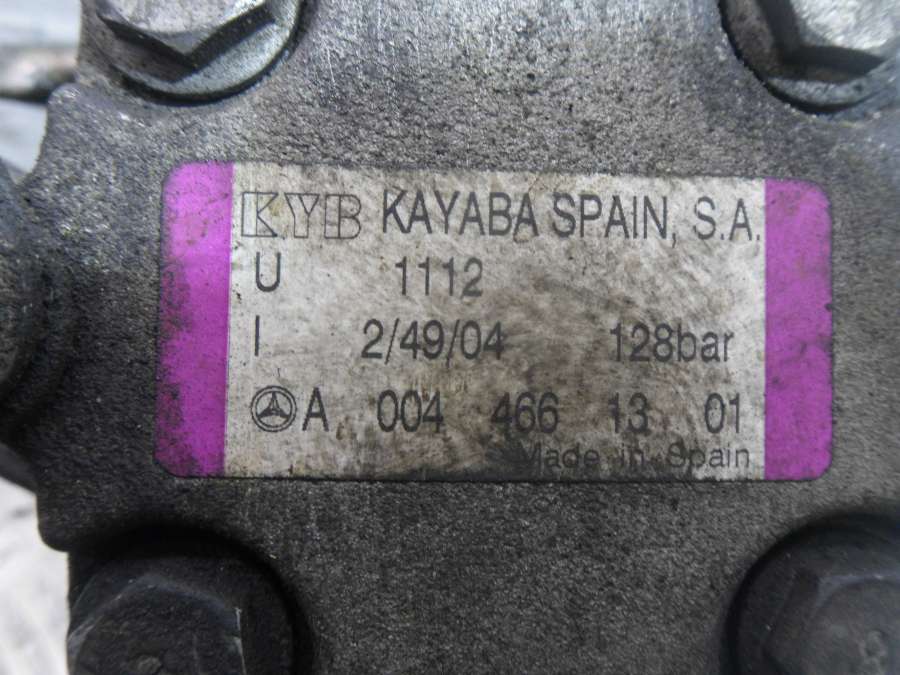 KYB KAYABA SPAIN, S.A.
U 1112
I 2/49/04 128bar
A 004 466 13 01
Made in Spain